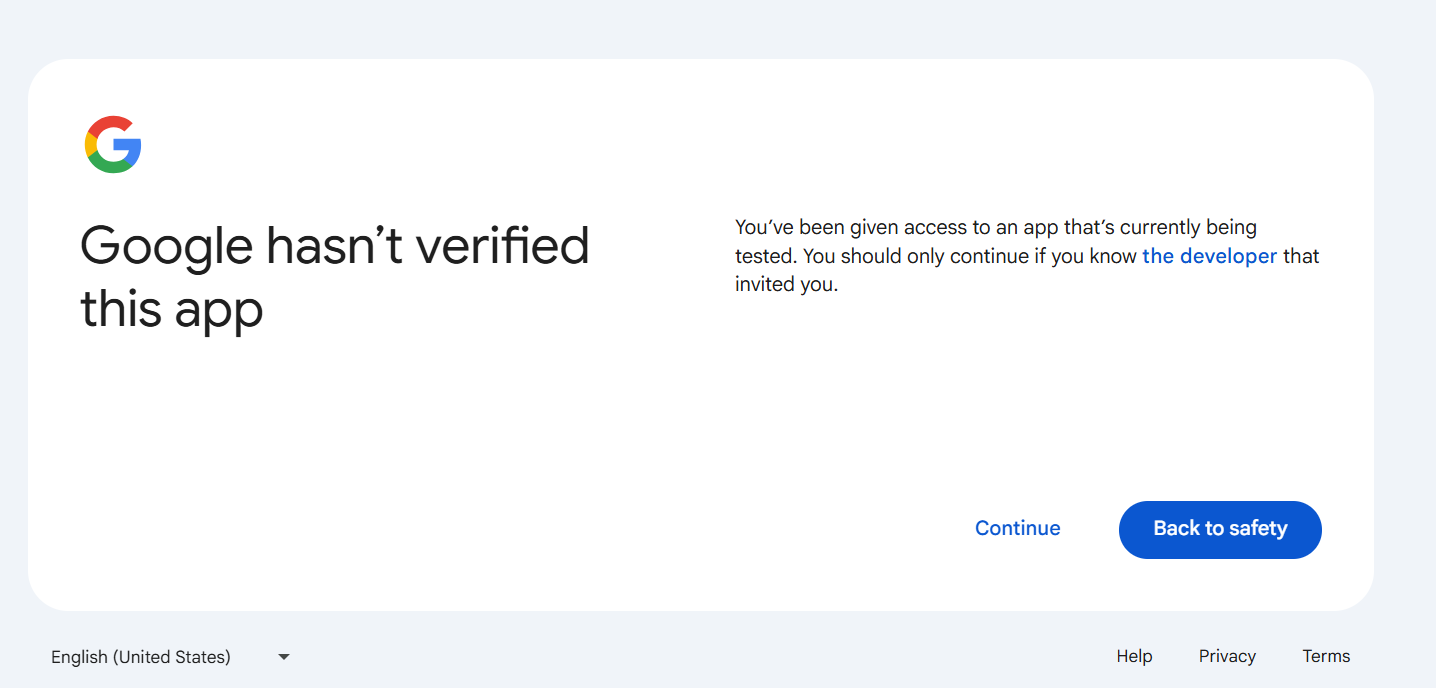 Google hasn’t verified
this app
You’ve been given access to an app that’s currently being
tested. You should only continue if you know the developer that
invited you.
Continue
Back to safety
English (United States)
Help
Privacy
Terms